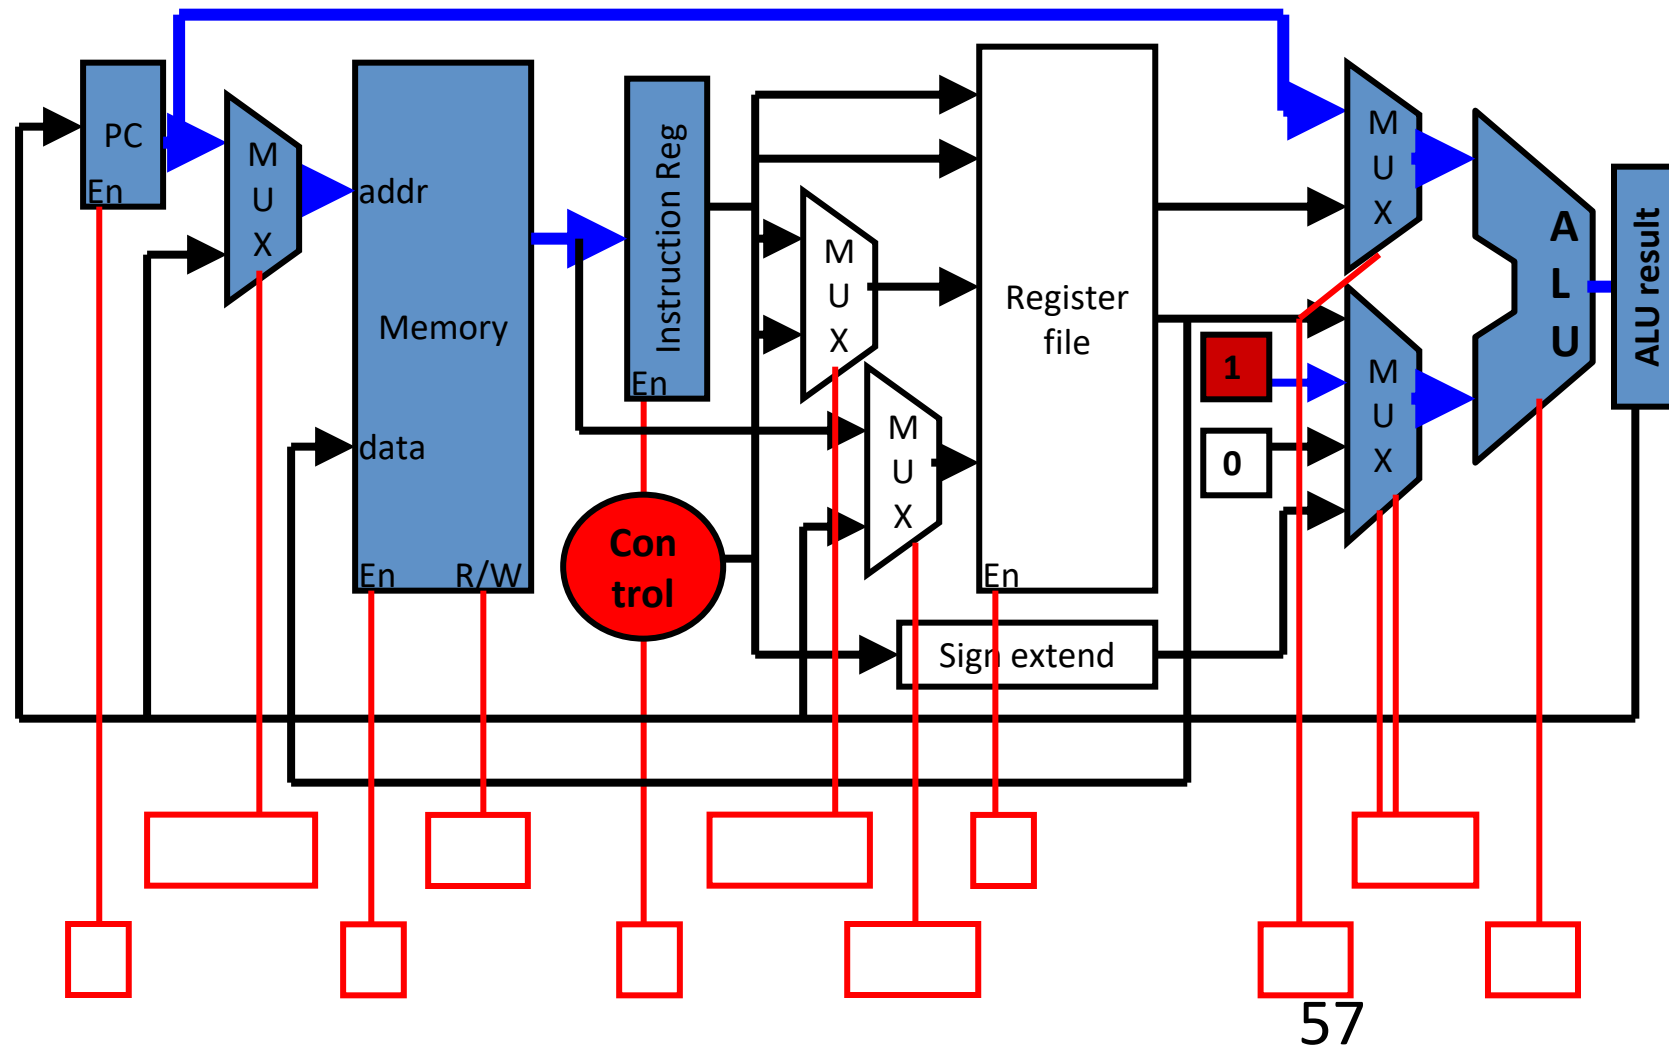 PC
En
M
U
X
addr
Memory
data
En
R/W
Instruction Reg
En
Con
trol
M
U
X
M
U
X
Register
file
En
Sign extend
1
0
M
U
X
M
U
X
A
L
U
ALU result
57